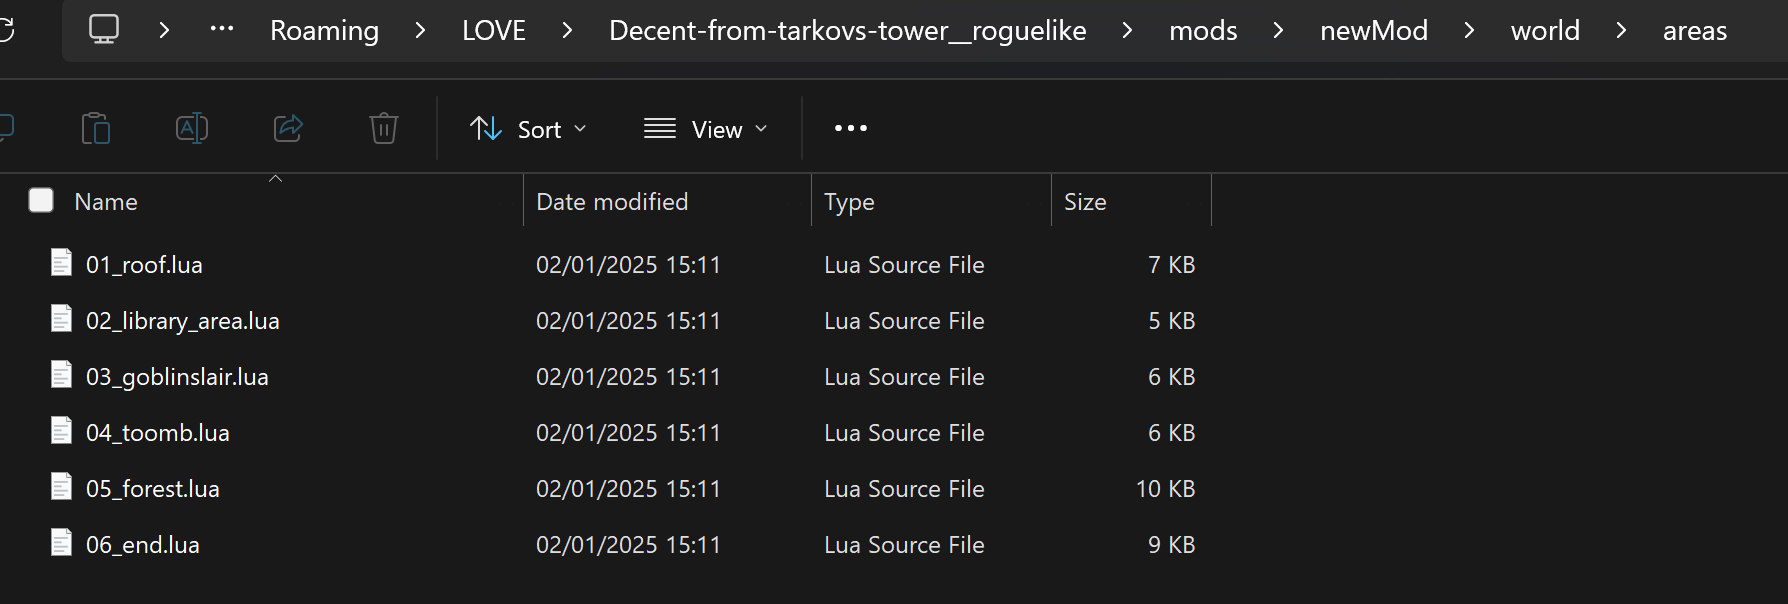 Roaming LOVE Decent-from-tarkovs-tower__roguelike mods newMod world areas
Sort View
Name Date modified Type Size
01_roof.lua 02/01/2025 15:11 Lua Source File 7 KB
02_library_area.lua 02/01/2025 15:11 Lua Source File 5 KB
03_goblinslair.lua 02/01/2025 15:11 Lua Source File 6 KB
04_toomb.lua 02/01/2025 15:11 Lua Source File 6 KB
05_forest.lua 02/01/2025 15:11 Lua Source File 10 KB
06_end.lua 02/01/2025 15:11 Lua Source File 9 KB